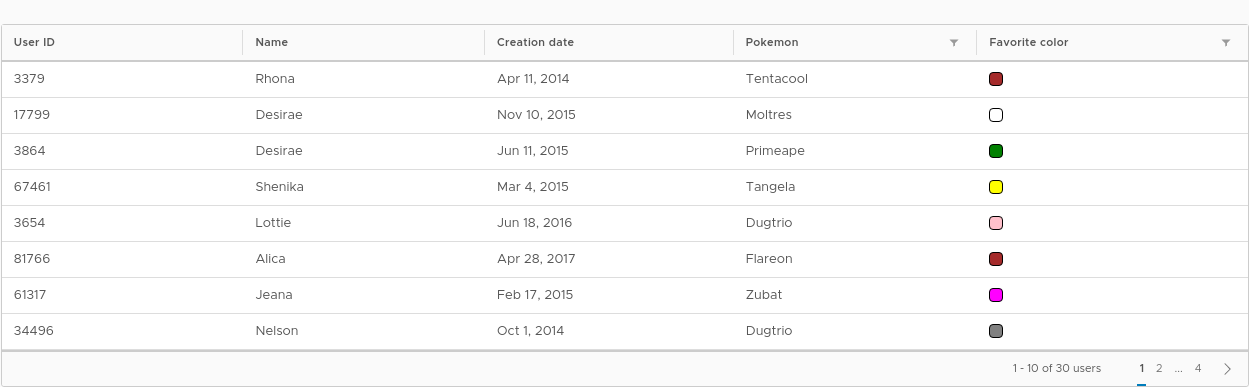 User ID Name Creation date Pokemon Favorite color
3379 Rhona Apr 11, 2014 Tentacool
17799 Desirae Nov 10, 2015 Moltres
3864 Desirae Jun 11, 2015 Primeape
67461 Shenika Mar 4, 2015 Tangela
3654 Lottie Jun 18, 2016 Dugtrio
81766 Alica Apr 28, 2017 Flareon
61317 Jeana Feb 17, 2015 Zubat
34496 Nelson Oct 1, 2014 Dugtrio
1 - 10 of 30 users 1 2 ... 4